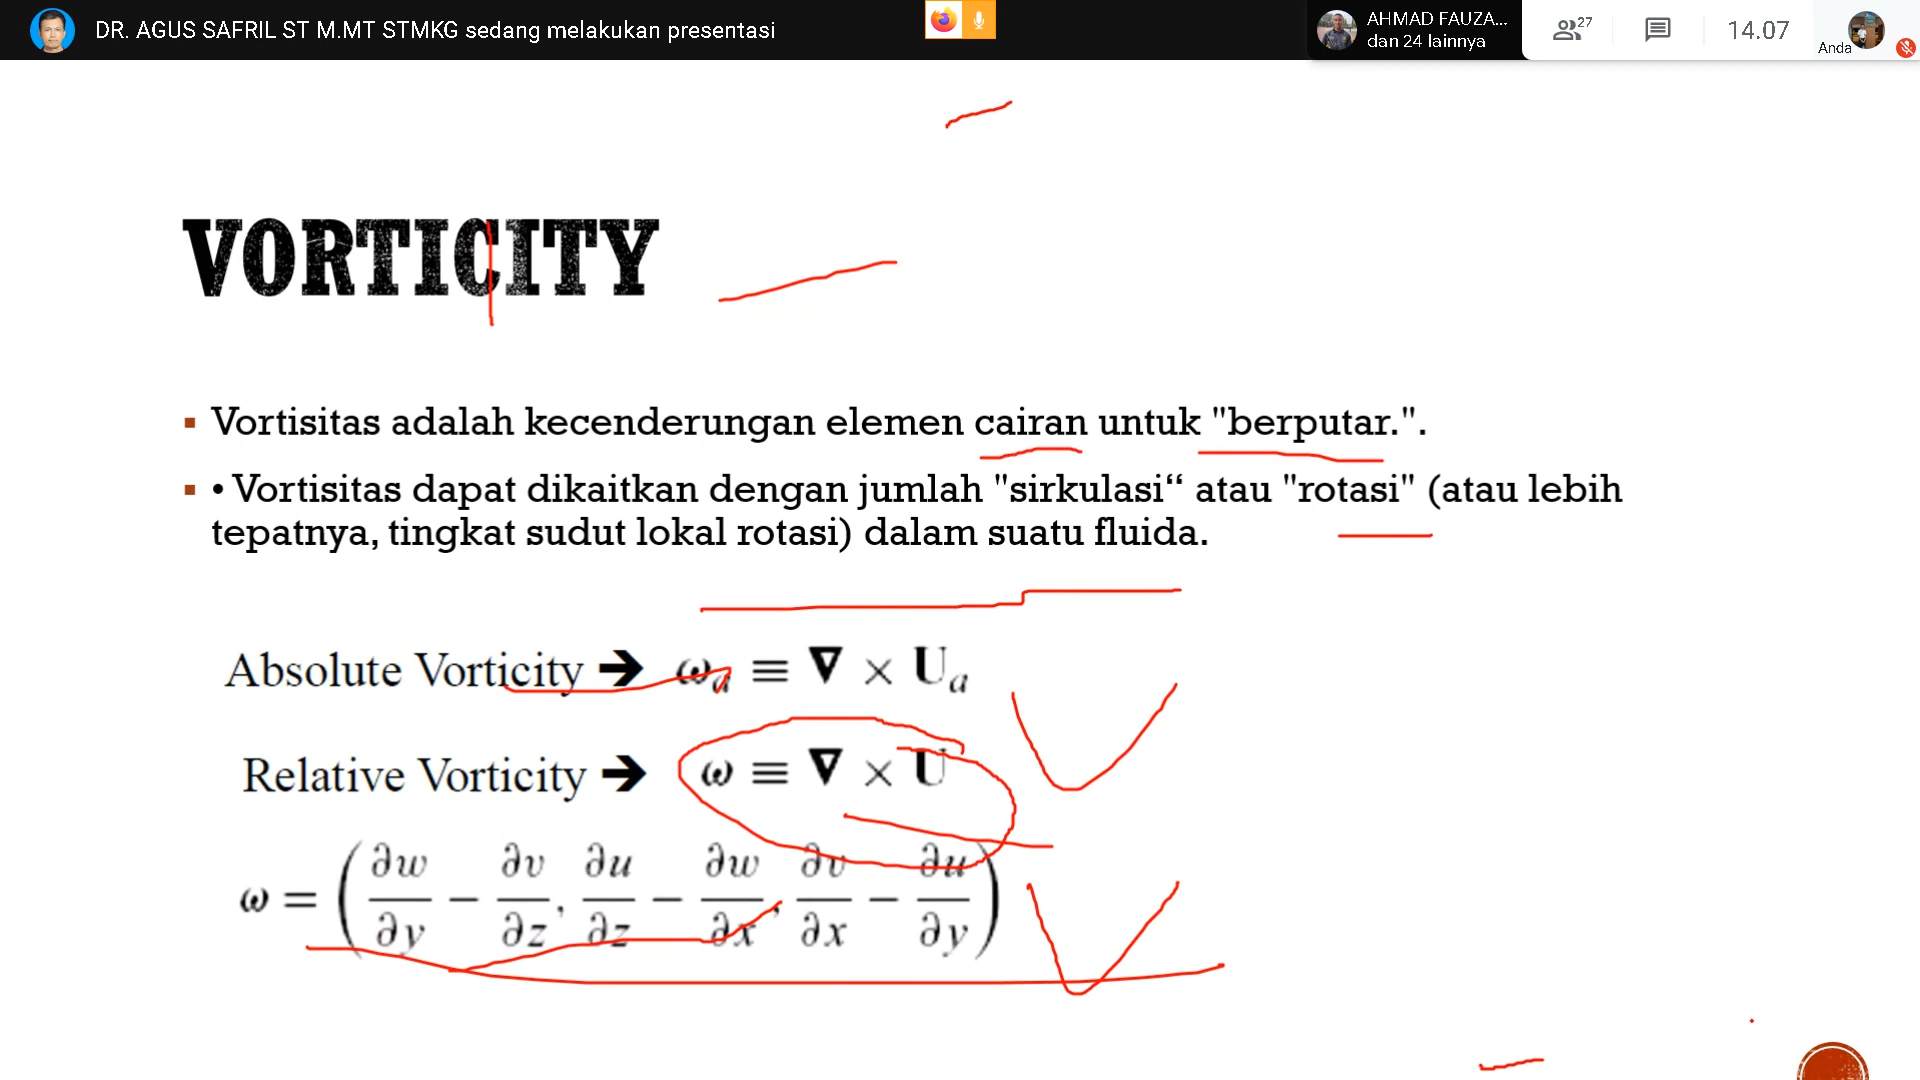 DR. AGUS SAFRIL ST M.MT STMKG sedang melakukan presentasi
AHMAD FAUZA...
dan 24 lainnya
27
14.07
Anda
VORTICITY
▪ Vortisitas adalah kecenderungan elemen cairan untuk "berputar.".
▪ • Vortisitas dapat dikaitkan dengan jumlah "sirkulasi“ atau "rotasi" (atau lebih
tepatnya, tingkat sudut lokal rotasi) dalam suatu fluida.
Absolute Vorticity ➔ ωₐ ≡ ∇ × Uₐ
Relative Vorticity ➔ ω ≡ ∇ × U
ω = (∂w/∂y − ∂v/∂z, ∂u/∂z − ∂w/∂x, ∂v/∂x − ∂u/∂y)